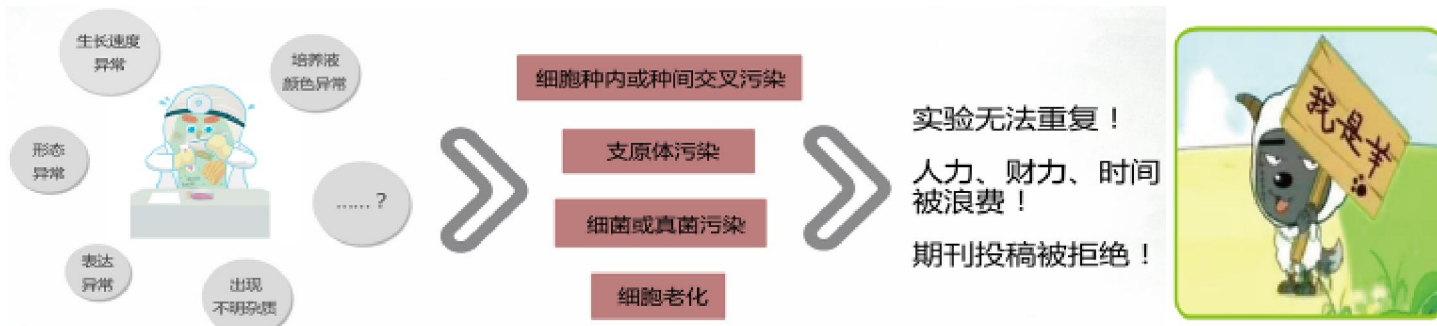 生长速度
异常
培养液
颜色异常
形态
异常
……？
表达
异常
出现
不明杂质
细胞种内或种间交叉污染
支原体污染
细菌或真菌污染
细胞老化
实验无法重复！
人力、财力、时间
被浪费！
期刊投稿被拒绝！
我是羊